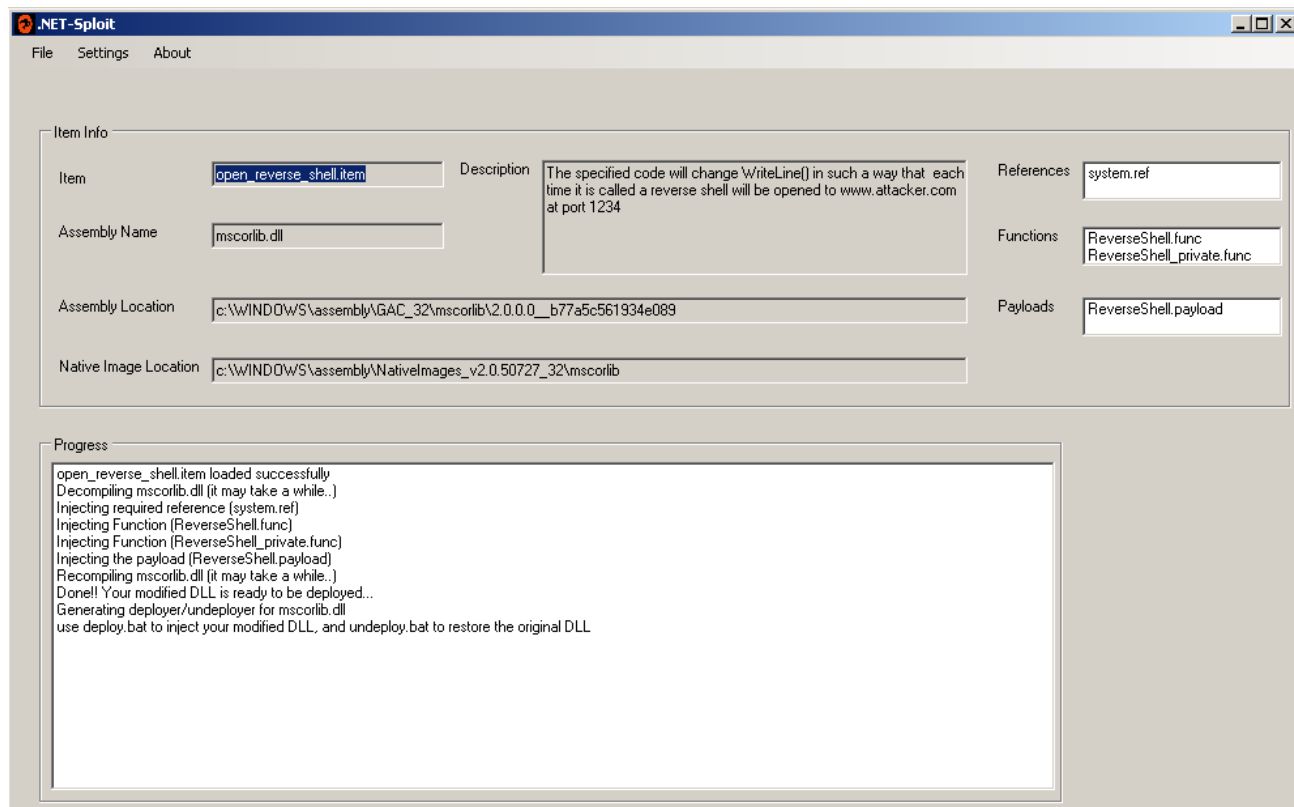 .NET-Sploit
File Settings About
Item Info
Item
open_reverse_shell.item
Description
The specified code will change WriteLine() in such a way that each
time it is called a reverse shell will be opened to www.attacker.com
at port 1234
References
system.ref
Assembly Name
mscorlib.dll
Functions
ReverseShell.func
ReverseShell_private.func
Assembly Location
c:\WINDOWS\assembly\GAC_32\mscorlib\2.0.0.0__b77a5c561934e089
Payloads
ReverseShell.payload
Native Image Location
c:\WINDOWS\assembly\NativeImages_v2.0.50727_32\mscorlib
Progress
open_reverse_shell.item loaded successfully
Decompiling mscorlib.dll (it may take a while..)
Injecting required reference (system.ref)
Injecting Function (ReverseShell.func)
Injecting Function (ReverseShell_private.func)
Injecting the payload (ReverseShell.payload)
Recompiling mscorlib.dll (it may take a while..)
Done!! Your modified DLL is ready to be deployed...
Generating deployer/undeployer for mscorlib.dll
use deploy.bat to inject your modified DLL, and undeploy.bat to restore the original DLL